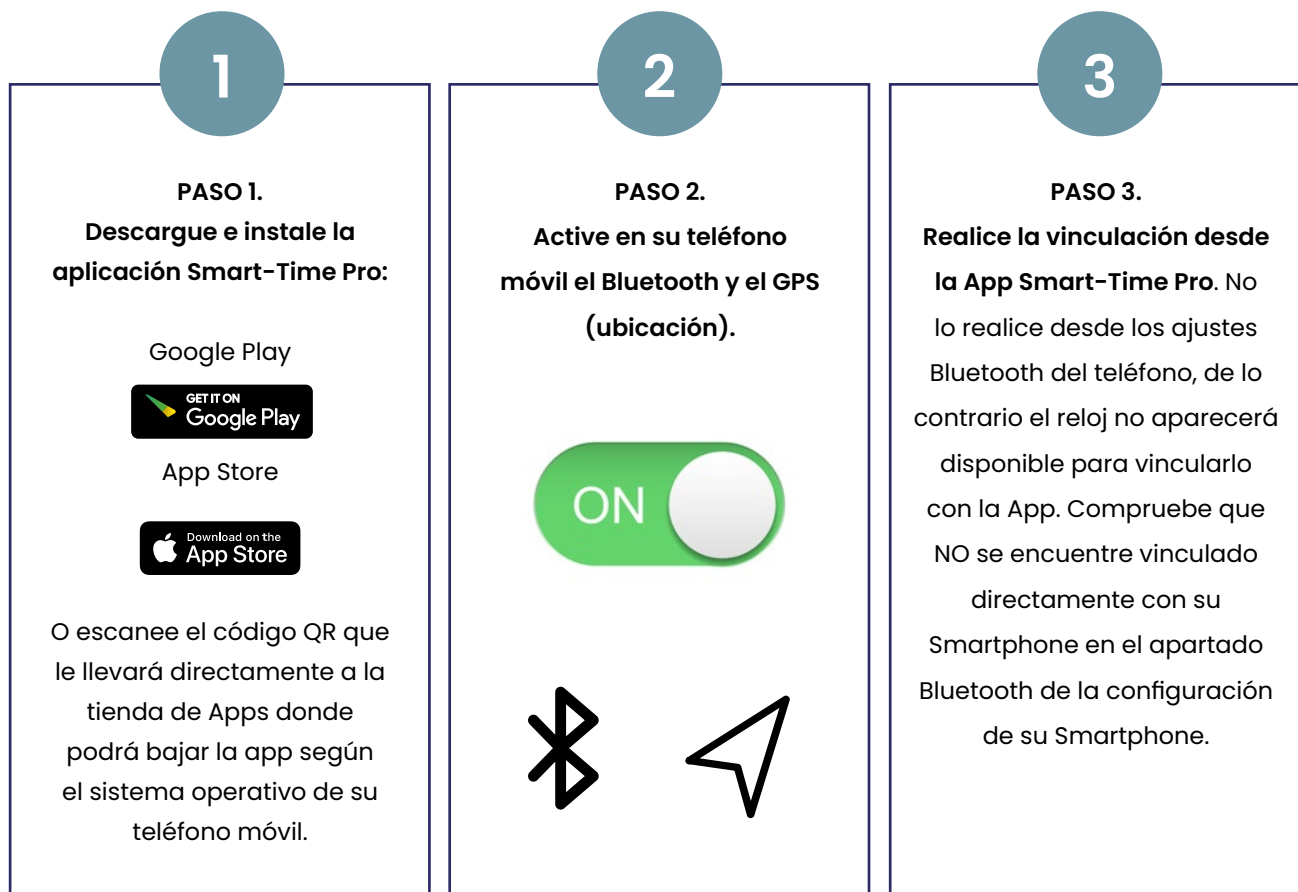 1
PASO 1.
Descargue e instale la
aplicación Smart-Time Pro:
Google Play
GET IT ON
Google Play
App Store
Download on the
App Store
O escanee el código QR que
le llevará directamente a la
tienda de Apps donde
podrá bajar la app según
el sistema operativo de su
teléfono móvil.
2
PASO 2.
Active en su teléfono
móvil el Bluetooth y el GPS
(ubicación).
ON
3
PASO 3.
Realice la vinculación desde
la App Smart-Time Pro. No
lo realice desde los ajustes
Bluetooth del teléfono, de lo
contrario el reloj no aparecerá
disponible para vincularlo
con la App. Compruebe que
NO se encuentre vinculado
directamente con su
Smartphone en el apartado
Bluetooth de la configuración
de su Smartphone.